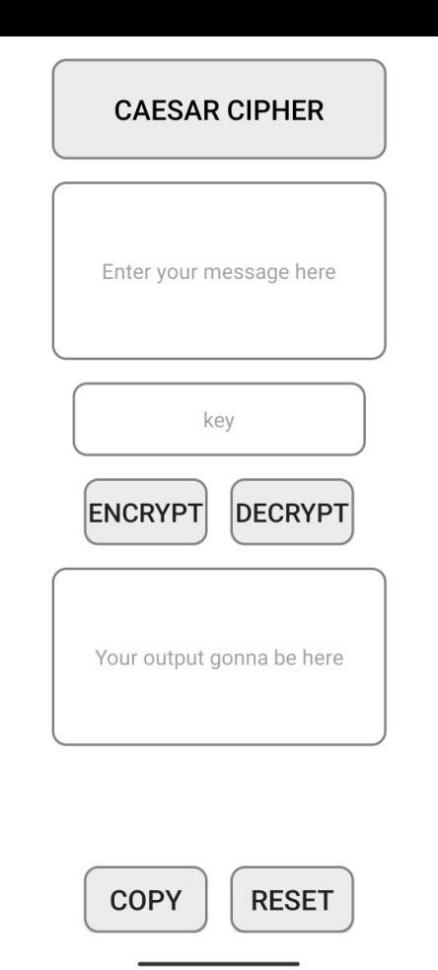 CAESAR CIPHER
Enter your message here
key
ENCRYPT DECRYPT
Your output gonna be here
COPY RESET